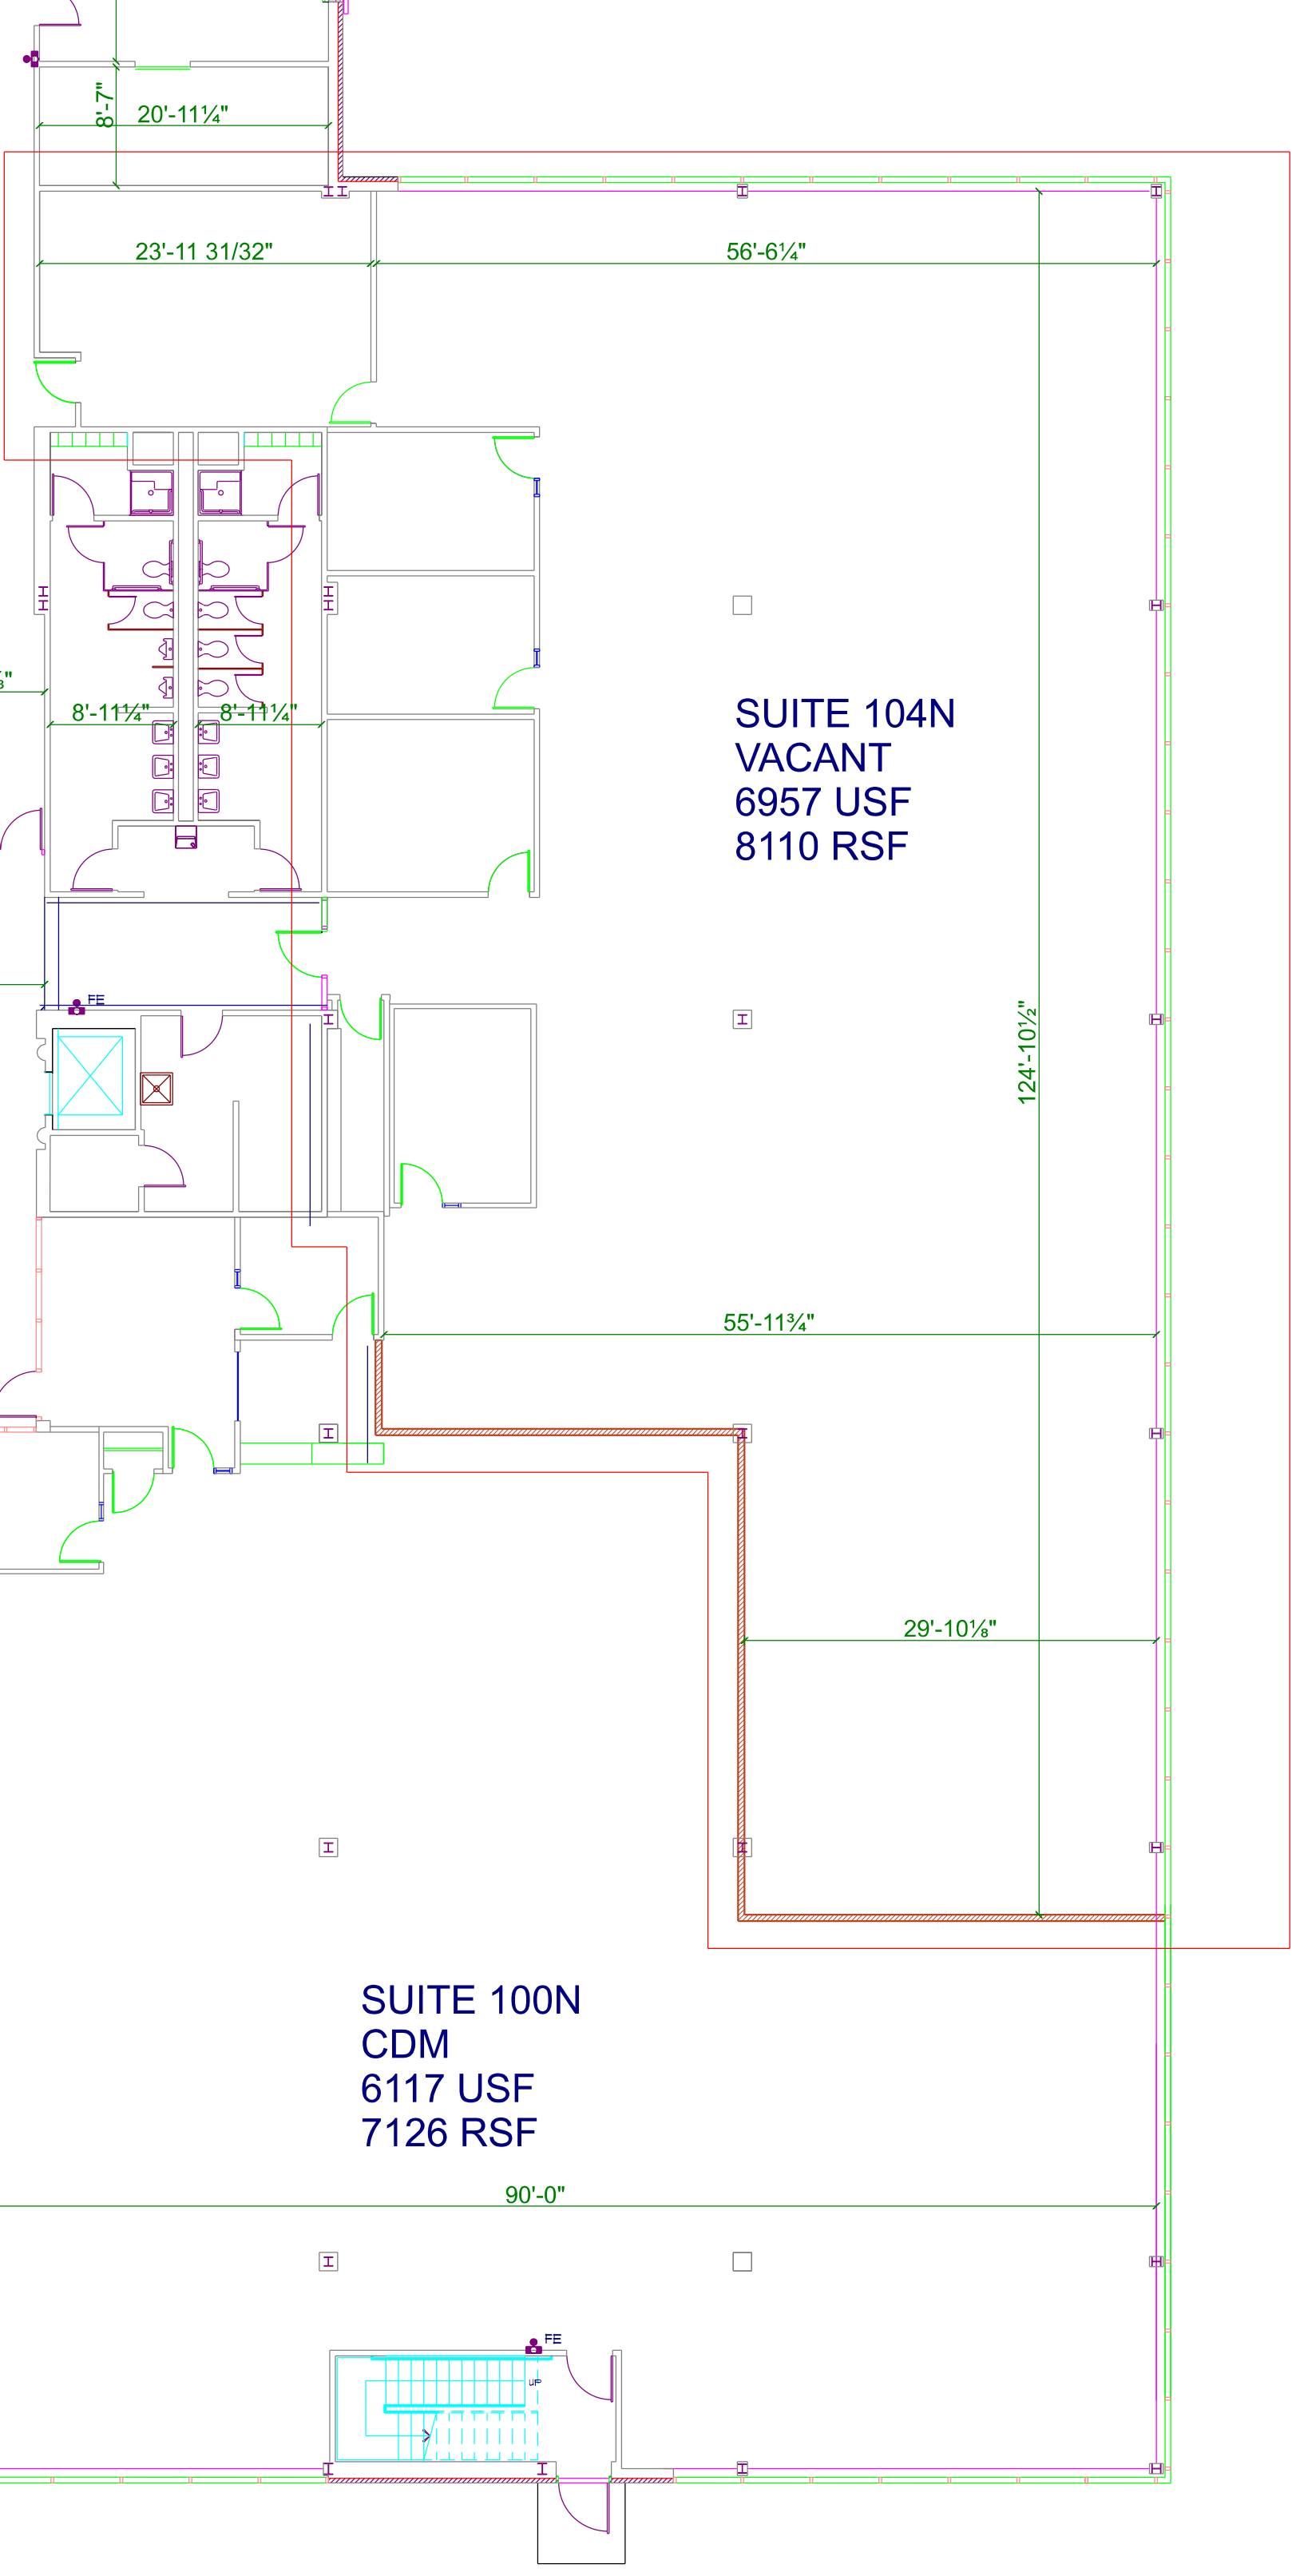 8'-7"
20'-11¼"
23'-11 31/32"
56'-6¼"
8'-11¼"
8'-11¼"
SUITE 104N
VACANT
6957 USF
8110 RSF
FE
124'-10½"
55'-11¾"
29'-10⅛"
SUITE 100N
CDM
6117 USF
7126 RSF
90'-0"
FE
UP